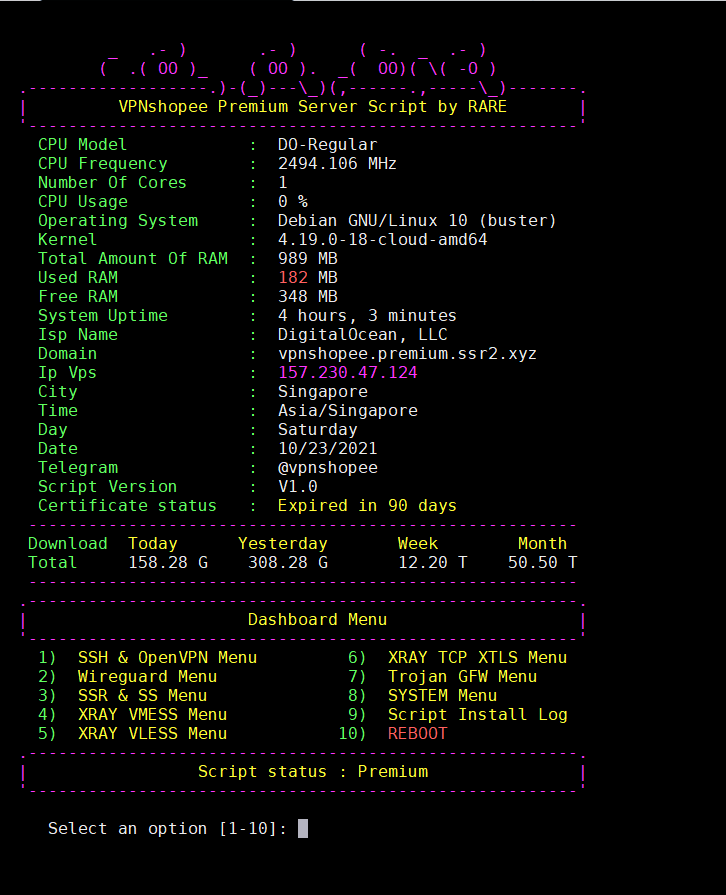 _   .- )       .- )      ( -.  _  .- )
     (  .( OO )_    ( OO ).  _(  OO)( \( -O )
.------------------.)-(_)---\_)(,------.,-----\_)-------.
|         VPNshopee Premium Server Script by RARE       |
'-------------------------------------------------------'
CPU Model : DO-Regular
CPU Frequency : 2494.106 MHz
Number Of Cores : 1
CPU Usage : 0 %
Operating System : Debian GNU/Linux 10 (buster)
Kernel : 4.19.0-18-cloud-amd64
Total Amount Of RAM : 989 MB
Used RAM : 182 MB
Free RAM : 348 MB
System Uptime : 4 hours, 3 minutes
Isp Name : DigitalOcean, LLC
Domain : vpnshopee.premium.ssr2.xyz
Ip Vps : 157.230.47.124
City : Singapore
Time : Asia/Singapore
Day : Saturday
Date : 10/23/2021
Telegram : @vpnshopee
Script Version : V1.0
Certificate status : Expired in 90 days
-------------------------------------------------------
Download Today Yesterday Week Month
Total 158.28 G 308.28 G 12.20 T 50.50 T
-------------------------------------------------------
.-------------------------------------------------------.
|                      Dashboard Menu                   |
'-------------------------------------------------------'
1) SSH & OpenVPN Menu 6) XRAY TCP XTLS Menu
2) Wireguard Menu 7) Trojan GFW Menu
3) SSR & SS Menu 8) SYSTEM Menu
4) XRAY VMESS Menu 9) Script Install Log
5) XRAY VLESS Menu 10) REBOOT
.-------------------------------------------------------.
|                 Script status : Premium               |
'-------------------------------------------------------'
Select an option [1-10]: